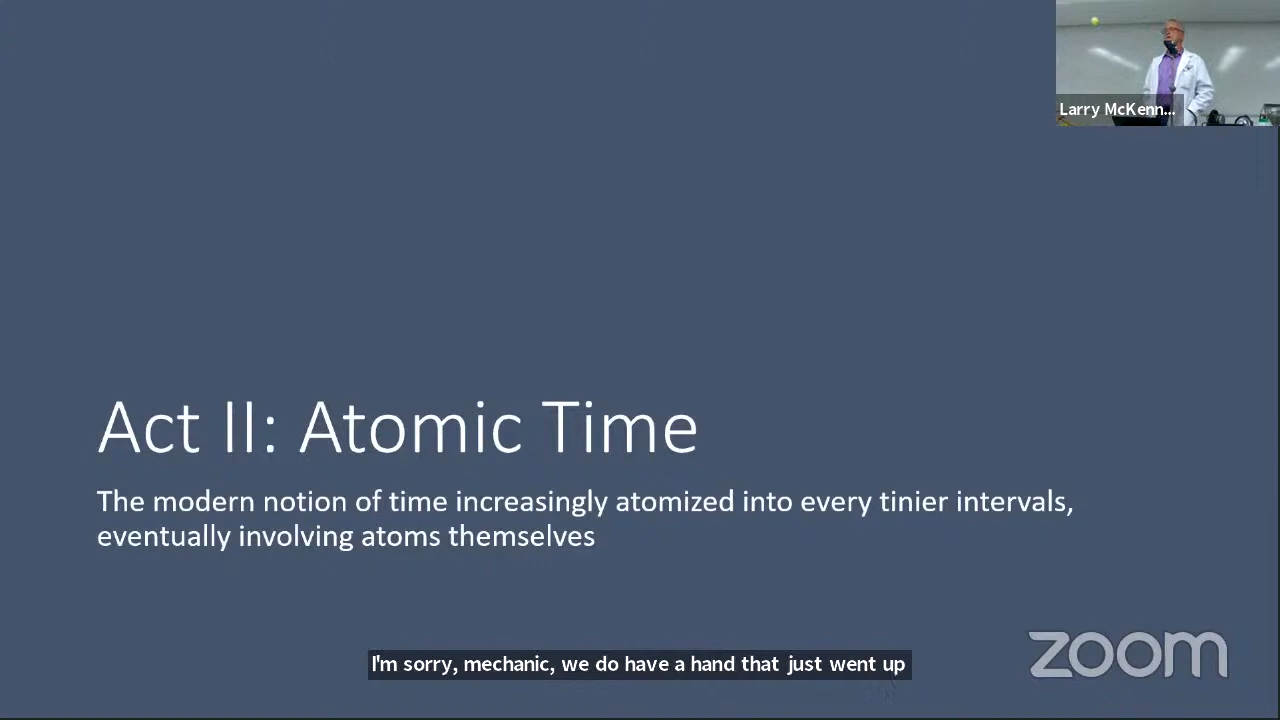 Larry McKenn...
Act II: Atomic Time
The modern notion of time increasingly atomized into every tinier intervals,
eventually involving atoms themselves
I'm sorry, mechanic, we do have a hand that just went up
zoom